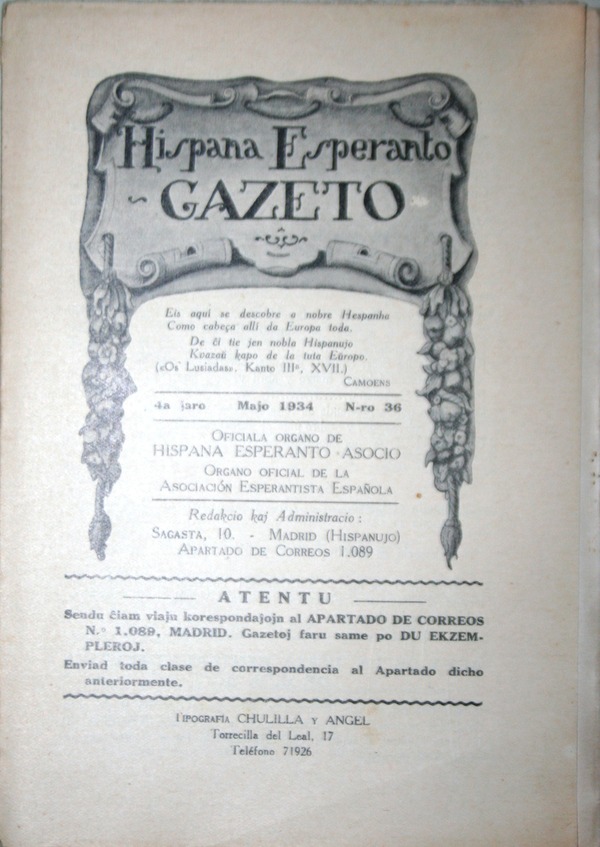 Hispana Esperanto
GAZETO
Eis aqui se descobre a nobre Hespanha
Como cabeça allí da Europa toda.
De ĉi tie jen nobla Hispanujo
Kvazaŭ kapo de la tuta Eŭropo.
(«Os Lusiadas», Kanto IIIª, XVII.)
CAMOENS
4a jaro Majo 1934 N-ro 36
OFICIALA ORGANO DE
HISPANA ESPERANTO - ASOCIO
ORGANO OFICIAL DE LA
ASOCIACIÓN ESPERANTISTA ESPAÑOLA
Redakcio kaj Administracio:
SAGASTA, 10. - MADRID (HISPANUJO)
APARTADO DE CORREOS 1.089
ATENTU
Sendu ĉiam viajn korespondajojn al APARTADO DE CORREOS
N.º 1.089, MADRID. Gazetoj faru same po DU EKZEM-
PLEROJ.
Enviad toda clase de correspondencia al Apartado dicho
anteriormente.
TIPOGRAFÍA CHULILLA Y ANGEL
Torrecilla del Leal, 17
Teléfono 71926